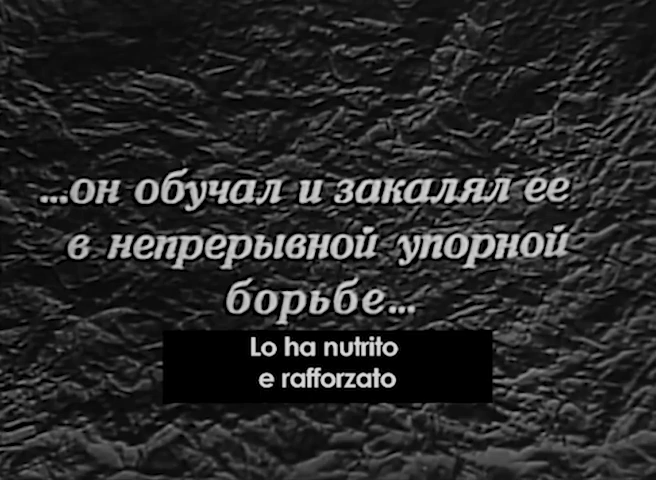 ...он обучал и закалял ее
в непрерывной упорной
борьбе...
Lo ha nutrito
e rafforzato